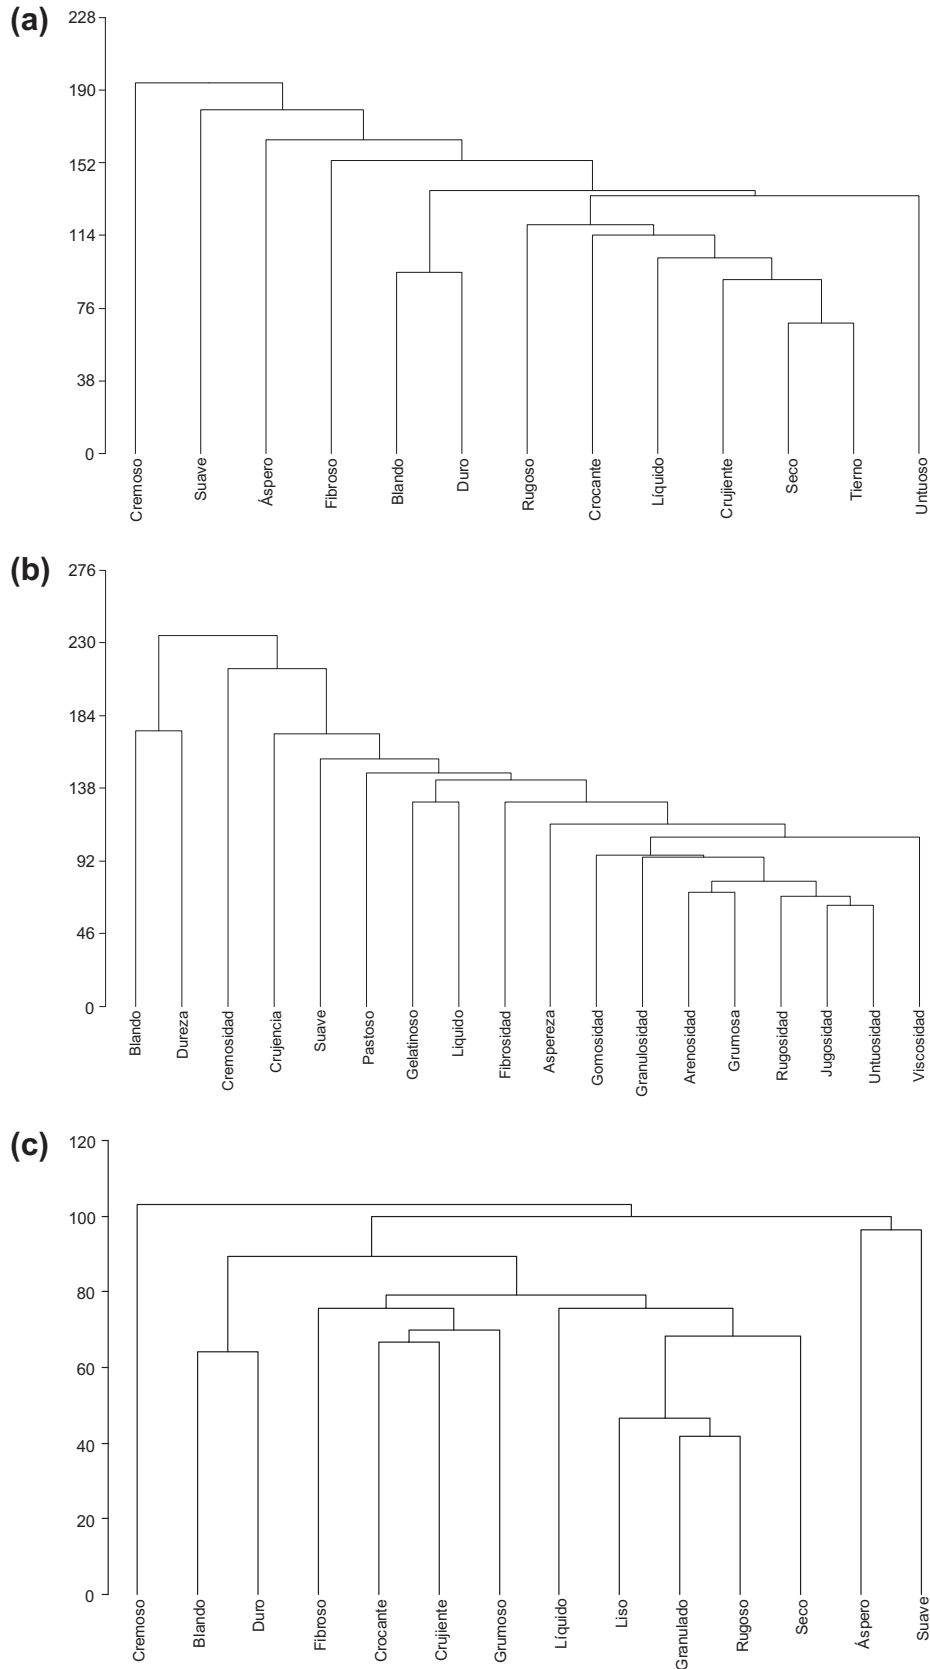 (a)
228
190
152
114
76
38
0
Cremoso
Suave
Áspero
Fibroso
Blando
Duro
Rugoso
Crocante
Líquido
Crujiente
Seco
Tierno
Untuoso
(b)
276
230
184
138
92
46
0
Blando
Dureza
Cremosidad
Crujencia
Suave
Pastoso
Gelatinoso
Liquido
Fibrosidad
Aspereza
Gomosidad
Granulosidad
Arenosidad
Grumosa
Rugosidad
Jugosidad
Untuosidad
Viscosidad
(c)
120
100
80
60
40
20
0
Cremoso
Blando
Duro
Fibroso
Crocante
Crujiente
Grumoso
Líquido
Liso
Granulado
Rugoso
Seco
Áspero
Suave